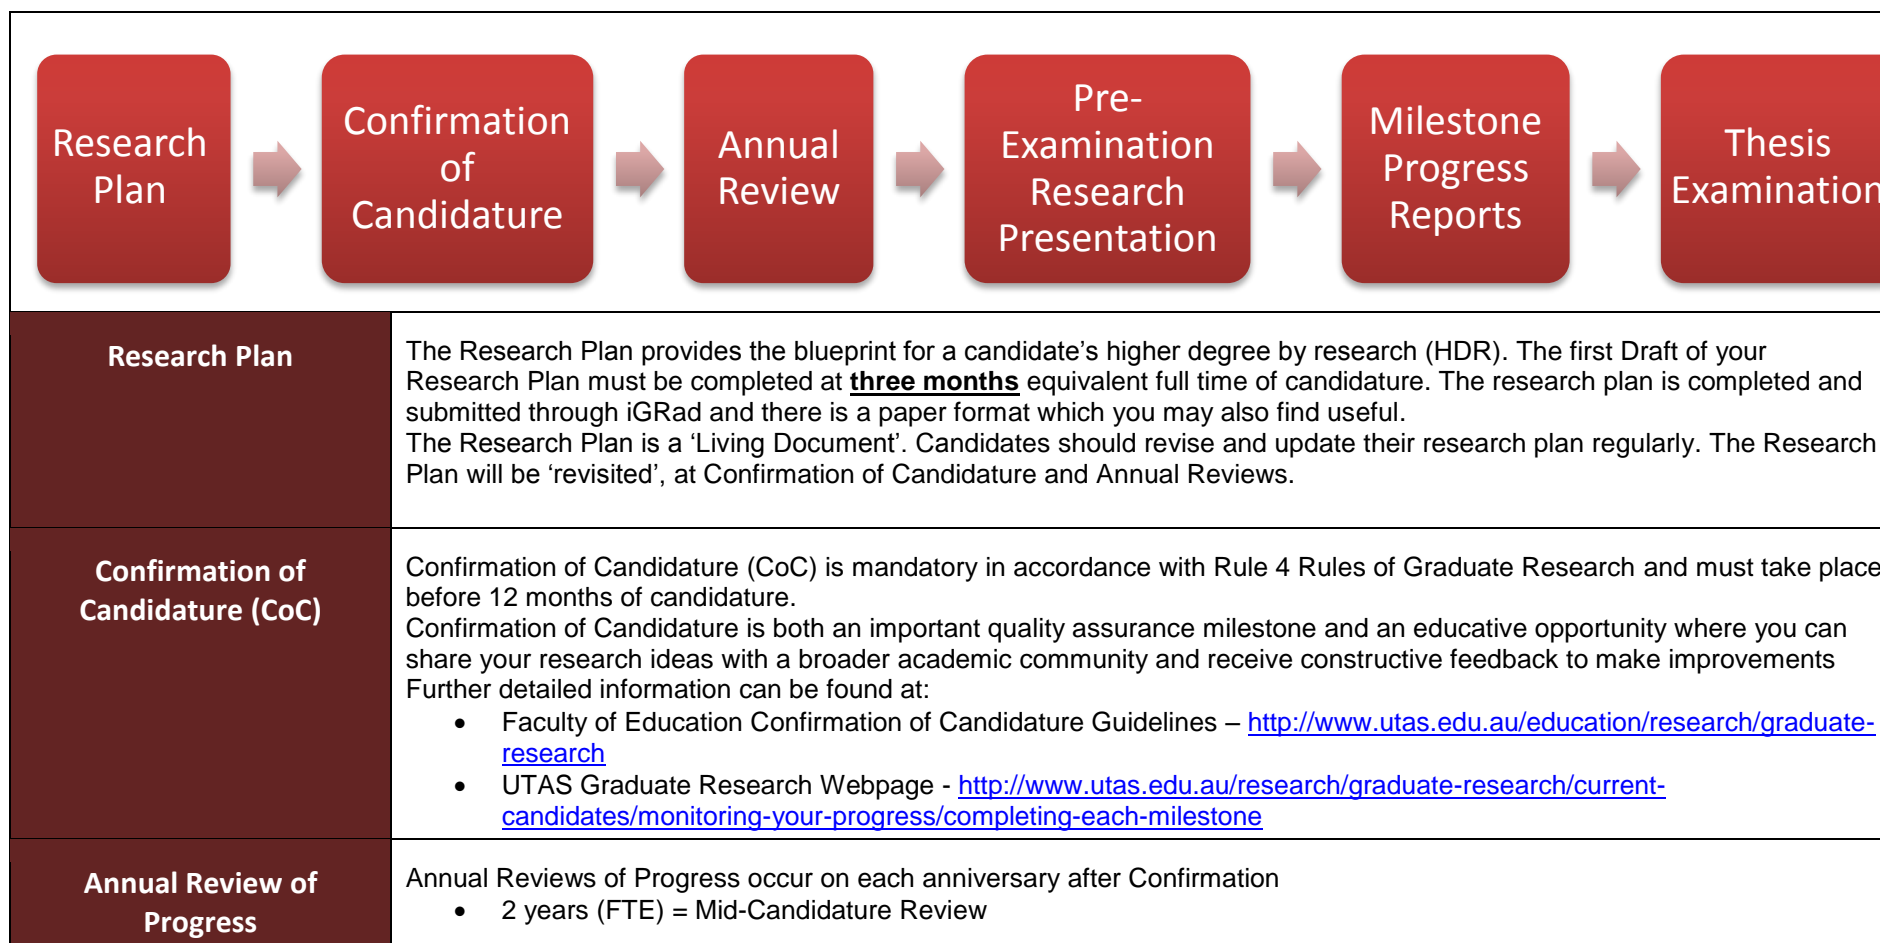 Research
Plan
Confirmation
of
Candidature
Annual
Review
Pre-
Examination
Research
Presentation
Milestone
Progress
Reports
Thesis
Examination
Research Plan
The Research Plan provides the blueprint for a candidate's higher degree by research (HDR). The first Draft of your
Research Plan must be completed at three months equivalent full time of candidature. The research plan is completed and
submitted through iGRad and there is a paper format which you may also find useful.
The Research Plan is a ‘Living Document’. Candidates should revise and update their research plan regularly. The Research
Plan will be ‘revisited’, at Confirmation of Candidature and Annual Reviews.
Confirmation of
Candidature (CoC)
Confirmation of Candidature (CoC) is mandatory in accordance with Rule 4 Rules of Graduate Research and must take place
before 12 months of candidature.
Confirmation of Candidature is both an important quality assurance milestone and an educative opportunity where you can
share your research ideas with a broader academic community and receive constructive feedback to make improvements
Further detailed information can be found at:
• Faculty of Education Confirmation of Candidature Guidelines – http://www.utas.edu.au/education/research/graduate-
research
• UTAS Graduate Research Webpage - http://www.utas.edu.au/research/graduate-research/current-
candidates/monitoring-your-progress/completing-each-milestone
Annual Review of
Progress
Annual Reviews of Progress occur on each anniversary after Confirmation
• 2 years (FTE) = Mid-Candidature Review